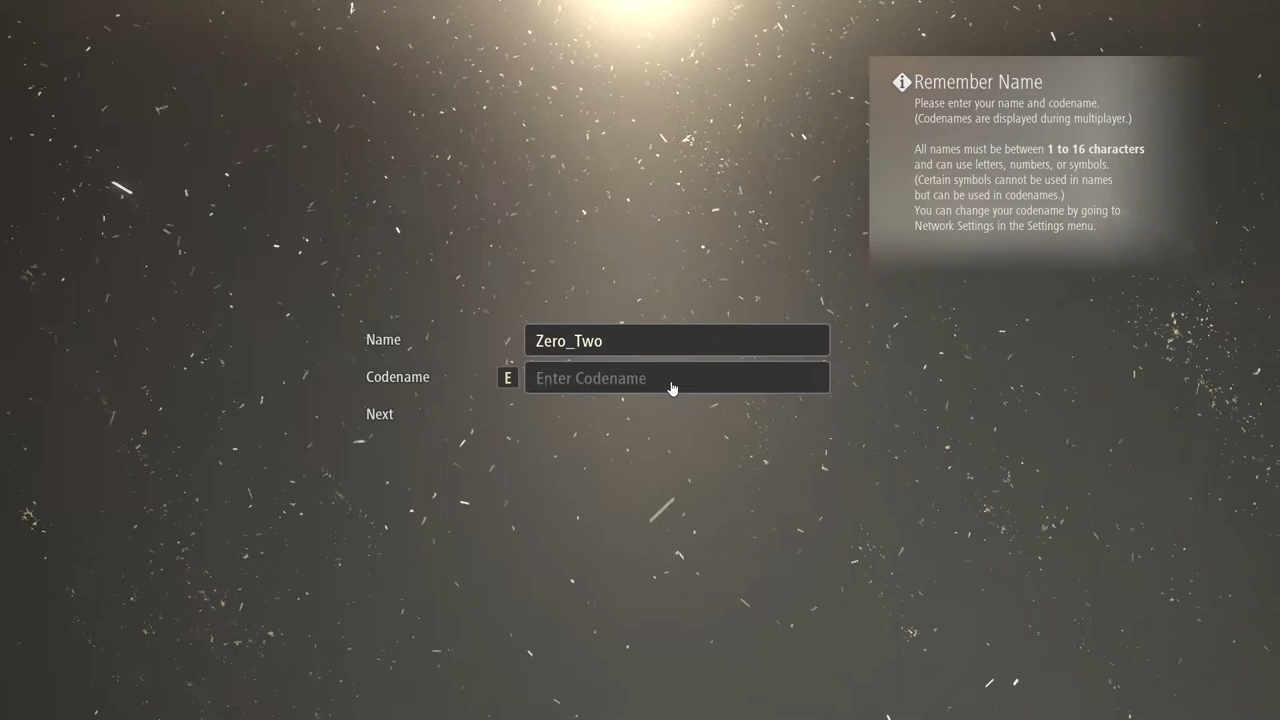 Remember Name
Please enter your name and codename.
(Codenames are displayed during multiplayer.)
All names must be between 1 to 16 characters
and can use letters, numbers, or symbols.
(Certain symbols cannot be used in names
but can be used in codenames.)
You can change your codename by going to
Network Settings in the Settings menu.
Name Zero_Two
Codename E Enter Codename
Next